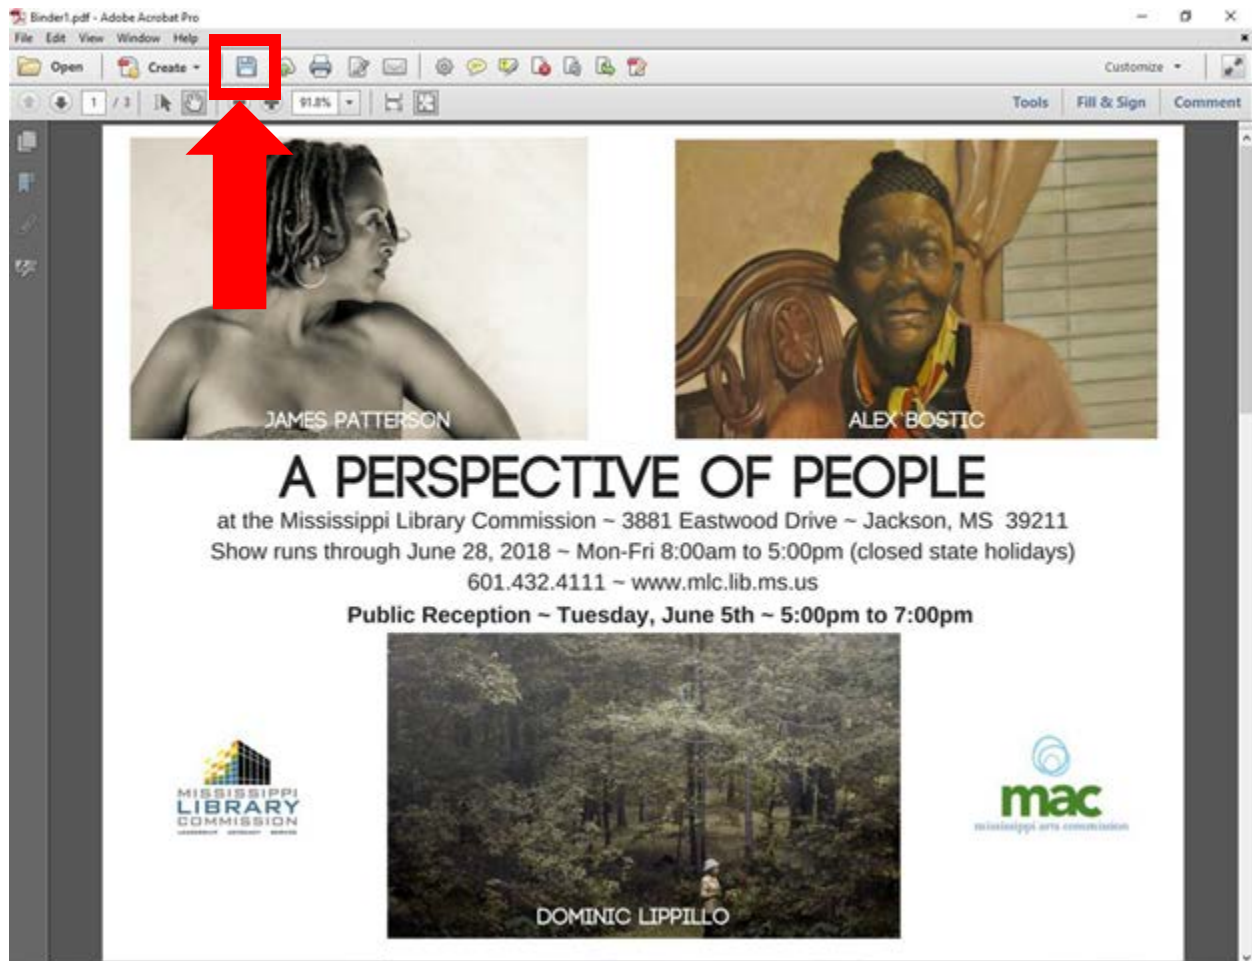 Binder1.pdf - Adobe Acrobat Pro
File Edit View Window Help
Open Create Customize
1 / 3 91.8% Tools Fill & Sign Comment
JAMES PATTERSON
ALEX BOSTIC
A PERSPECTIVE OF PEOPLE
at the Mississippi Library Commission ~ 3881 Eastwood Drive ~ Jackson, MS 39211
Show runs through June 28, 2018 ~ Mon-Fri 8:00am to 5:00pm (closed state holidays)
601.432.4111 ~ www.mlc.lib.ms.us
Public Reception ~ Tuesday, June 5th ~ 5:00pm to 7:00pm
MISSISSIPPI
LIBRARY
COMMISSION
LEADERSHIP ADVOCACY SERVICE
mac
mississippi arts commission
DOMINIC LIPPILLO